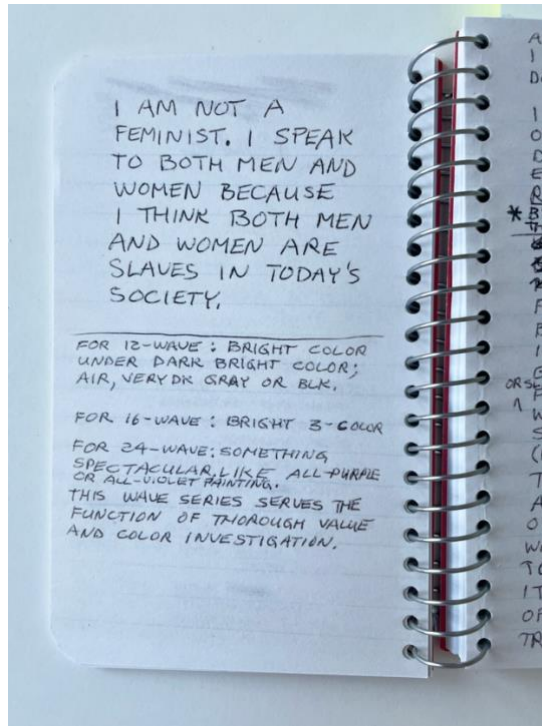 I AM NOT A
FEMINIST. I SPEAK
TO BOTH MEN AND
WOMEN BECAUSE
I THINK BOTH MEN
AND WOMEN ARE
SLAVES IN TODAY'S
SOCIETY.
FOR 12-WAVE: BRIGHT COLOR
UNDER DARK BRIGHT COLOR;
AIR, VERY DK GRAY OR BLK.
FOR 16-WAVE: BRIGHT 3-COLOR
FOR 24-WAVE: SOMETHING
SPECTACULAR LIKE ALL-PURPLE
OR ALL-VIOLET PAINTING.
THIS WAVE SERIES SERVES THE
FUNCTION OF THOROUGH VALUE
AND COLOR INVESTIGATION.